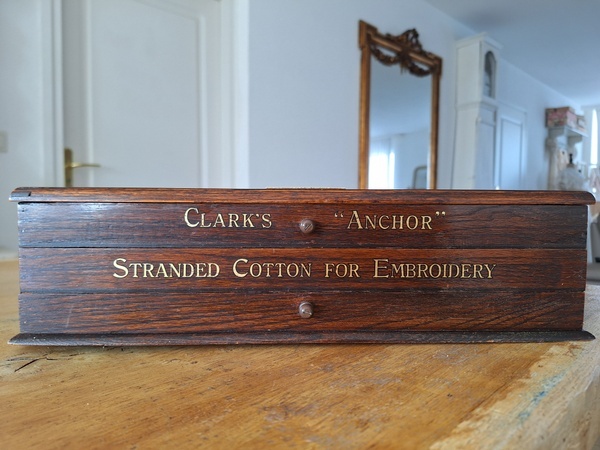 CLARK'S "ANCHOR"
STRANDED COTTON FOR EMBROIDERY